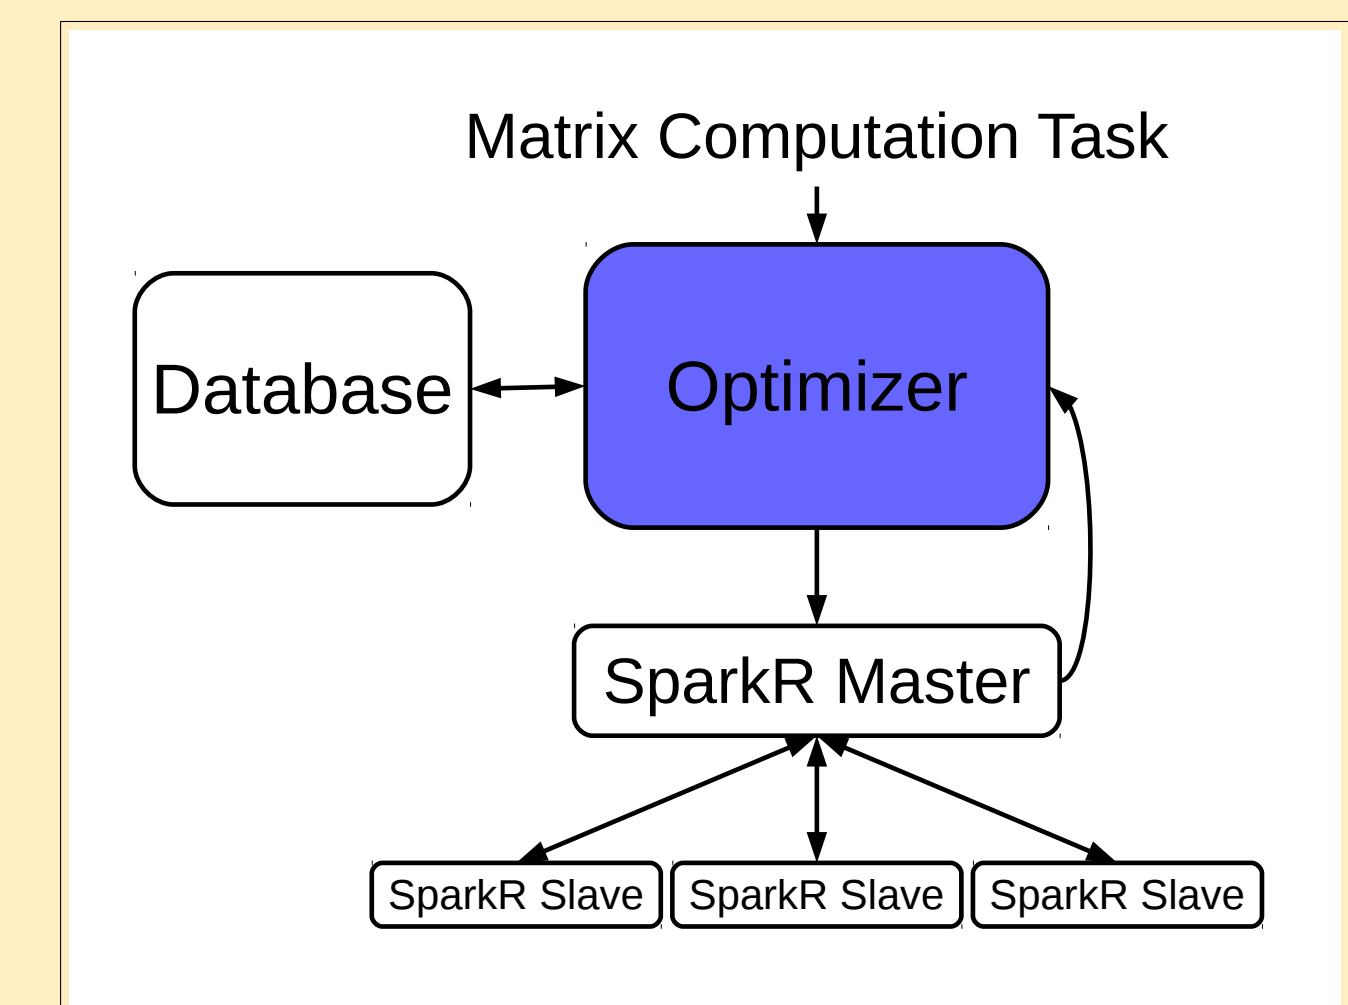 Matrix Computation Task
Database
Optimizer
SparkR Master
SparkR Slave
SparkR Slave
SparkR Slave